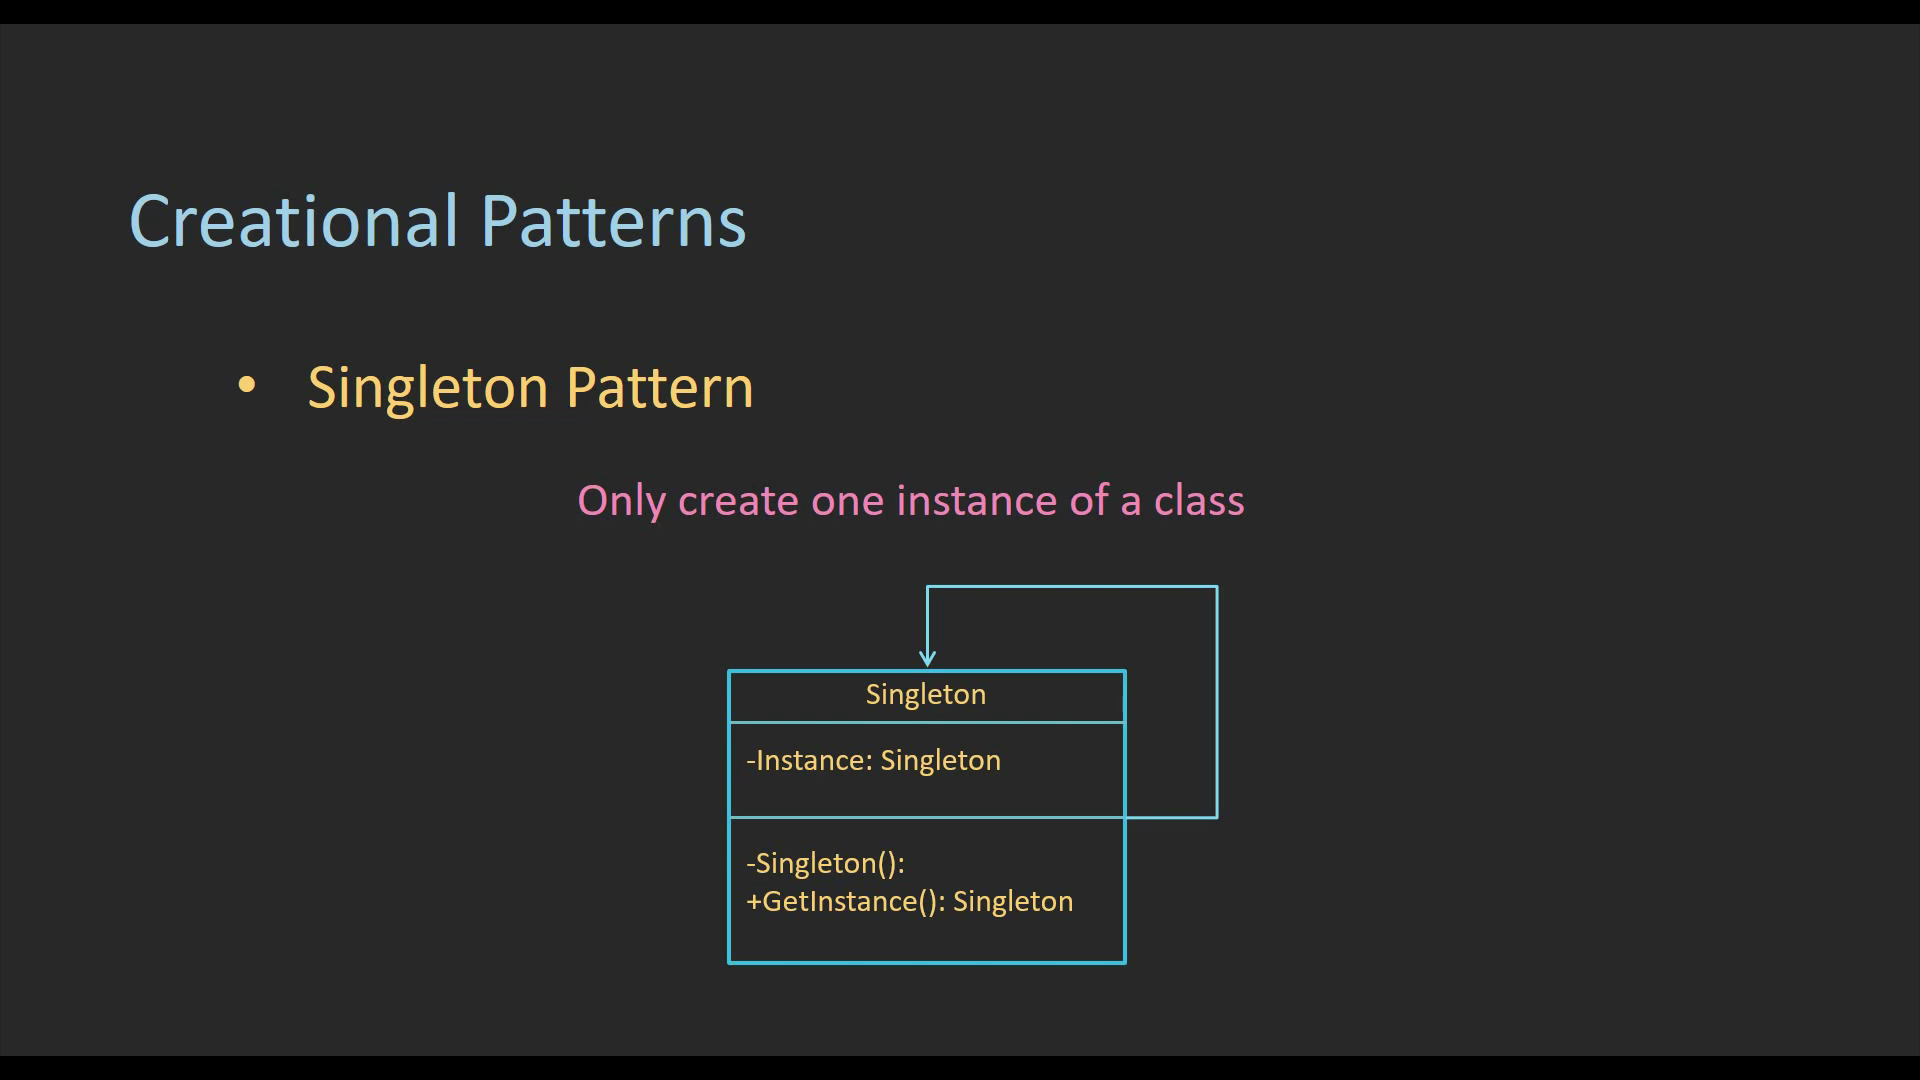 Creational Patterns
• Singleton Pattern
Only create one instance of a class
Singleton
-Instance: Singleton
-Singleton():
+GetInstance(): Singleton